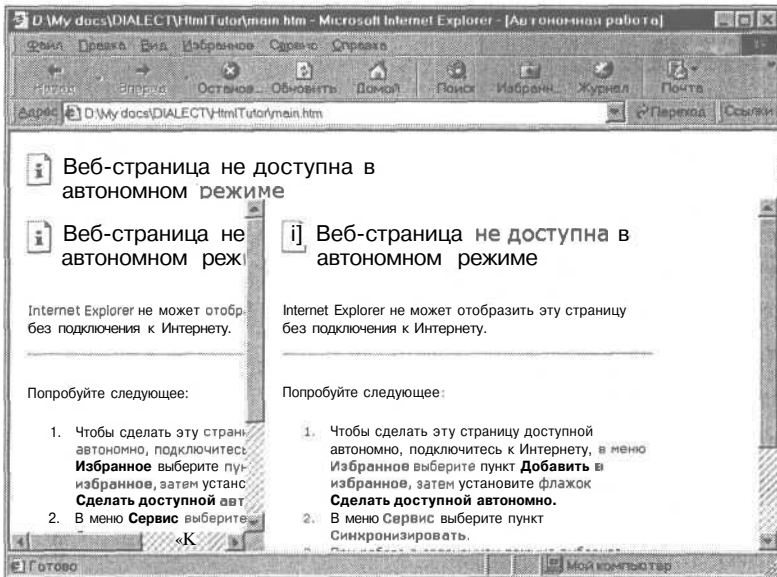 D:\My docs\DIALECT\HtmlTutor\main.htm - Microsoft Internet Explorer - [Автономная работа]
Файл Правка Вид Избранное Сервис Справка
Назад Вперед Останов... Обновить Домой Поиск Избранн... Журнал Почта
Адрес D:\My docs\DIALECT\HtmlTutor\main.htm Переход Ссылки
Веб-страница не доступна в
автономном режиме
Веб-страница не
автономном реж
Internet Explorer не может отобр
без подключения к Интернету.
Попробуйте следующее:
1. Чтобы сделать эту стран
автономно, подключитесь
Избранное выберите пун
избранное, затем устано
Сделать доступной авт
2. В меню Сервис выберите
«K
i] Веб-страница не доступна в
автономном режиме
Internet Explorer не может отобразить эту страницу
без подключения к Интернету.
Попробуйте следующее:
1. Чтобы сделать эту страницу доступной
автономно, подключитесь к Интернету, в меню
Избранное выберите пункт Добавить в
избранное, затем установите флажок
Сделать доступной автономно.
2. В меню Сервис выберите пункт
Синхронизировать.
Готово Мой компьютер